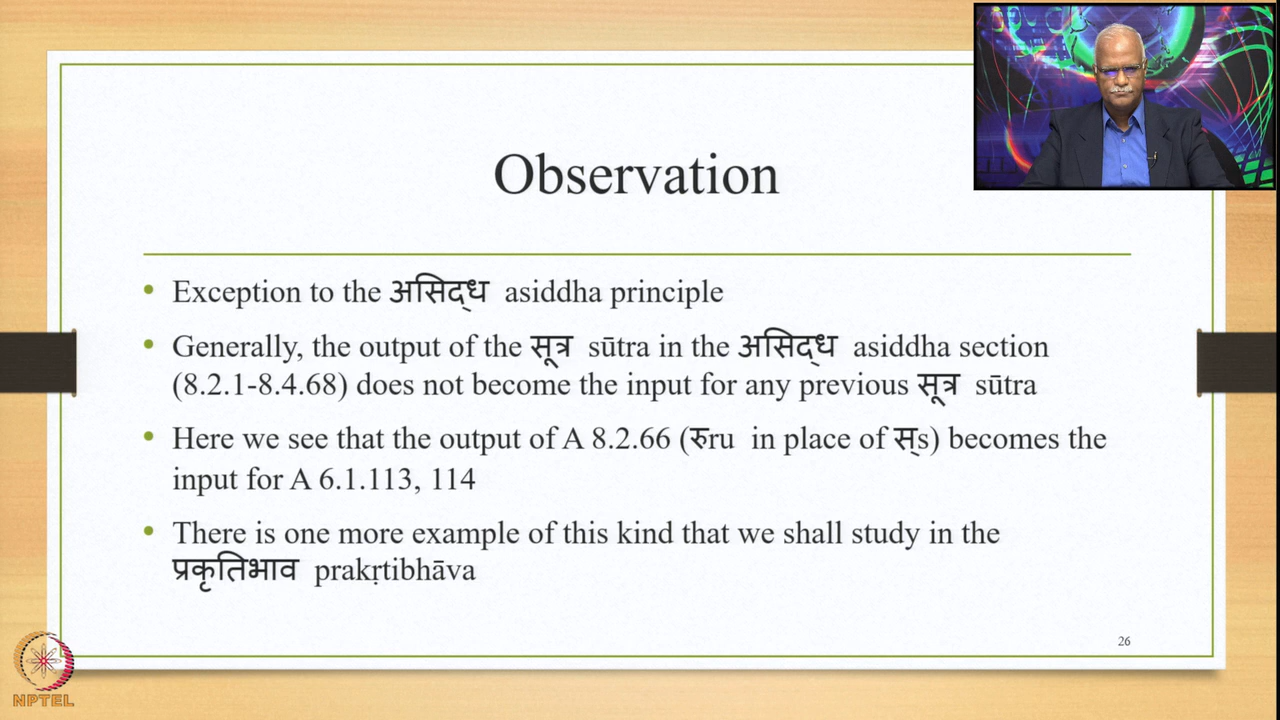 Observation
• Exception to the असिद्ध asiddha principle
• Generally, the output of the सूत्र sūtra in the असिद्ध asiddha section
(8.2.1-8.4.68) does not become the input for any previous सूत्र sūtra
• Here we see that the output of A 8.2.66 (रुru in place of स्s) becomes the
input for A 6.1.113, 114
• There is one more example of this kind that we shall study in the
प्रकृतिभाव prakṛtibhāva
26
NPTEL